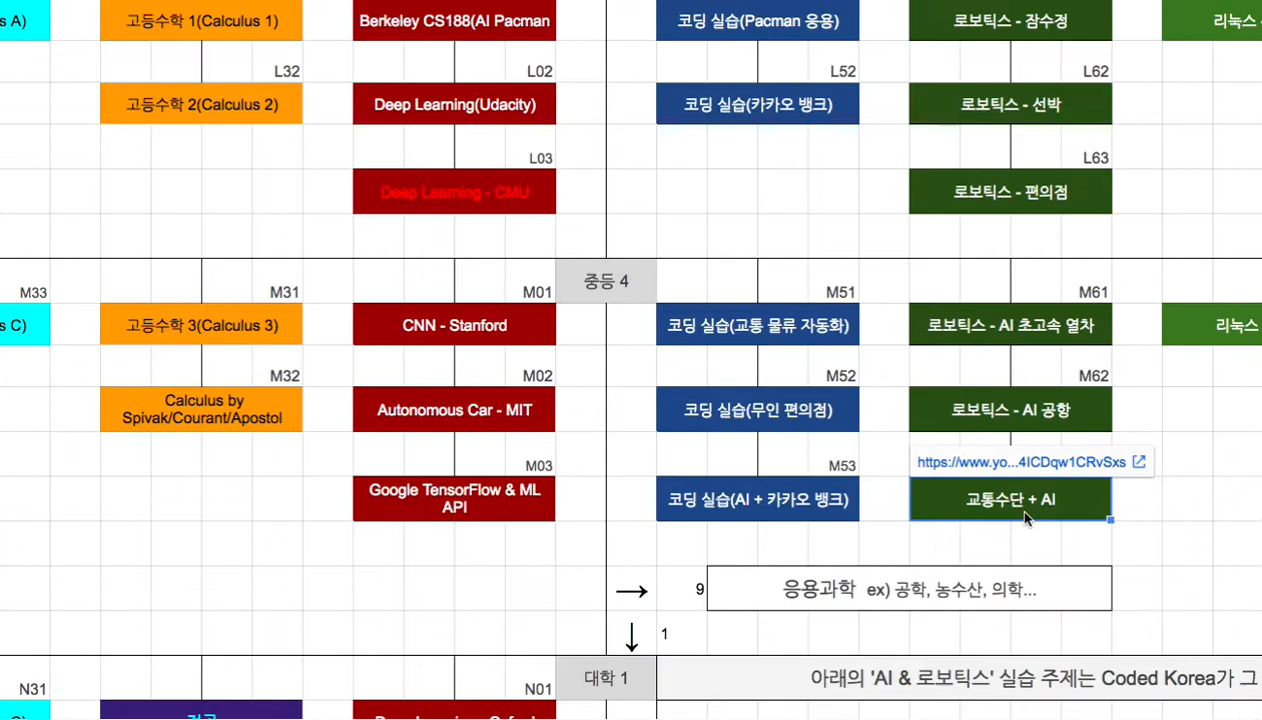 s A)
고등수학 1(Calculus 1)
Berkeley CS188(AI Pacman
코딩 실습(Pacman 응용)
로보틱스 - 잠수정
리눅스 -
L32
L02
L52
L62
고등수학 2(Calculus 2)
Deep Learning(Udacity)
코딩 실습(카카오 뱅크)
로보틱스 - 선박
L03
L63
Deep Learning - CMU
로보틱스 - 편의점
중등 4
M33
M31
M01
M51
M61
s C)
고등수학 3(Calculus 3)
CNN - Stanford
코딩 실습(교통 물류 자동화)
로보틱스 - AI 초고속 열차
리눅스
M32
M02
M52
M62
Calculus by
Spivak/Courant/Apostol
Autonomous Car - MIT
코딩 실습(무인 편의점)
로보틱스 - AI 공항
https://www.yo...4ICDqw1CRvSxs
M03
M53
Google TensorFlow & ML
API
코딩 실습(AI + 카카오 뱅크)
교통수단 + AI
→ 9 응용과학 ex) 공학, 농수산, 의학...
↓ 1
N31
N01
대학 1
아래의 'AI & 로보틱스' 실습 주제는 Coded Korea가 그